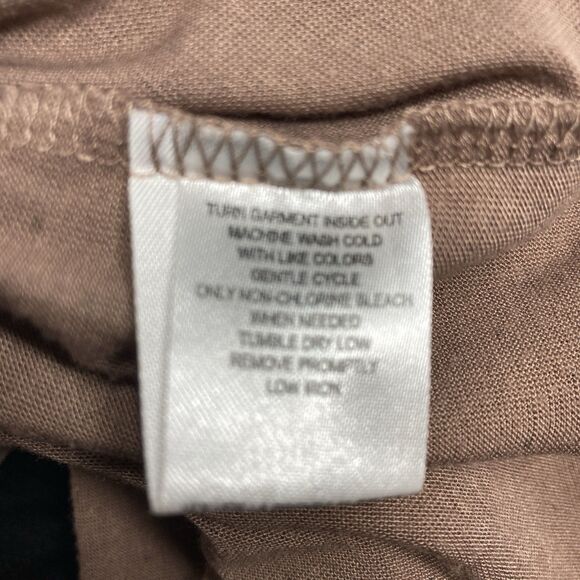 TURN GARMENT INSIDE OUT
MACHINE WASH COLD
WITH LIKE COLORS
GENTLE CYCLE
ONLY NON-CHLORINE BLEACH
WHEN NEEDED
TUMBLE DRY LOW
REMOVE PROMPTLY
LOW IRON